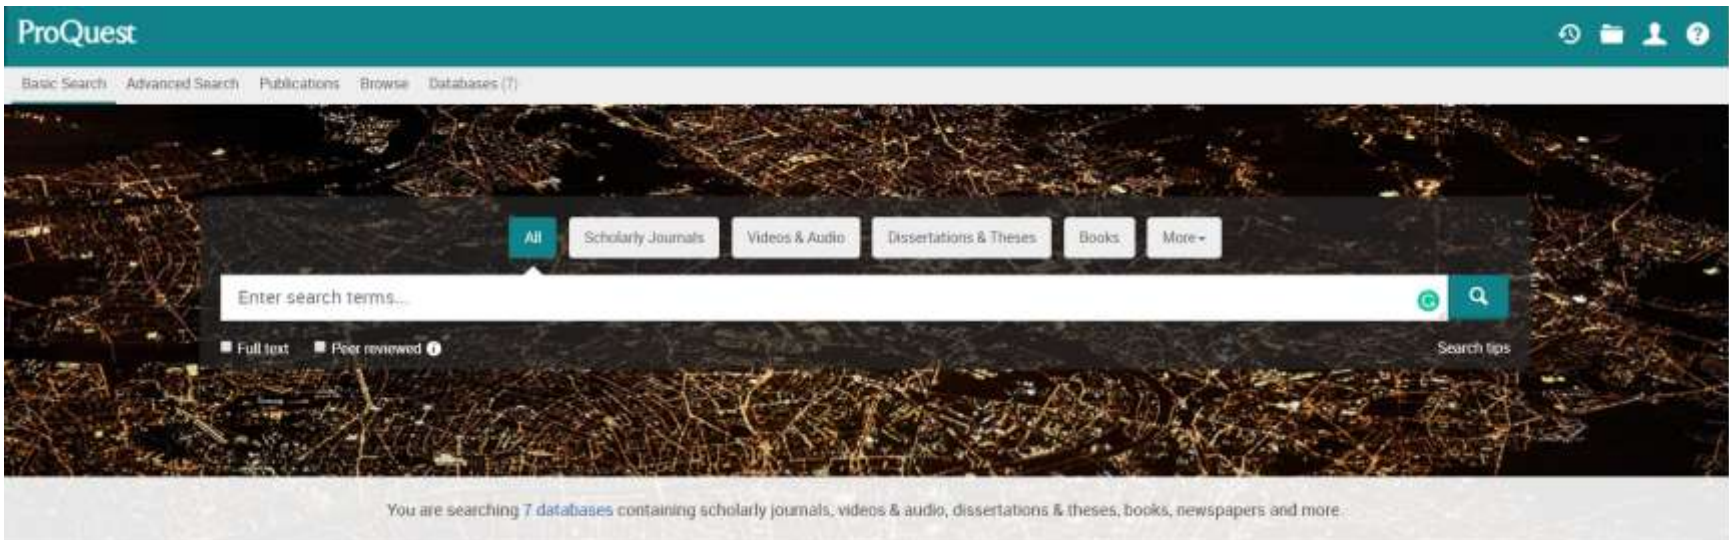 ProQuest
Basic Search Advanced Search Publications Browse Databases (7)
All Scholarly Journals Videos & Audio Dissertations & Theses Books More
Enter search terms...
Full text Peer reviewed Search tips
You are searching 7 databases containing scholarly journals, videos & audio, dissertations & theses, books, newspapers and more